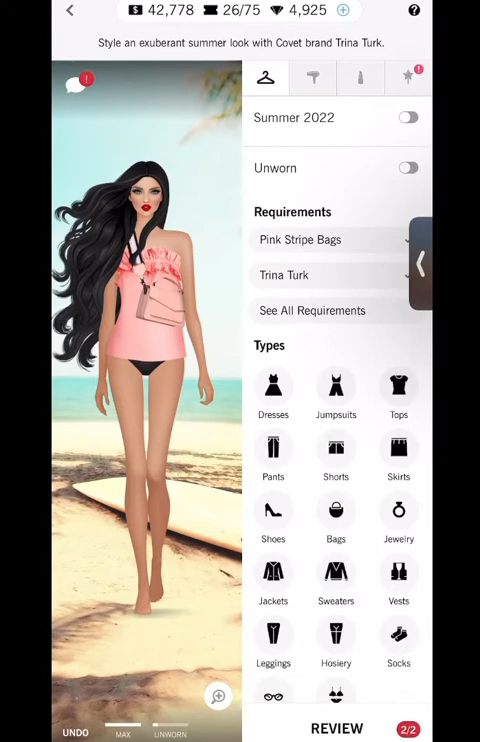 42,778 26/75 4,925
Style an exuberant summer look with Covet brand Trina Turk.
Summer 2022
Unworn
Requirements
Pink Stripe Bags
Trina Turk
See All Requirements
Types
Dresses Jumpsuits Tops
Pants Shorts Skirts
Shoes Bags Jewelry
Jackets Sweaters Vests
Leggings Hosiery Socks
UNDO MAX UNWORN
REVIEW 2/2